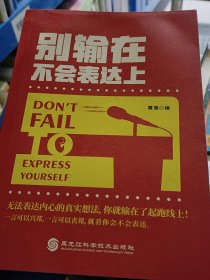 别输在
不会表达上
DON'T
FAIL
TO
EXPRESS
YOURSELF
无法表达内心的真实想法,你就输在了起跑线上!
一言可以兴邦,一言可以丧邦,就看你会不会表达。
黑龙江科学技术出版社